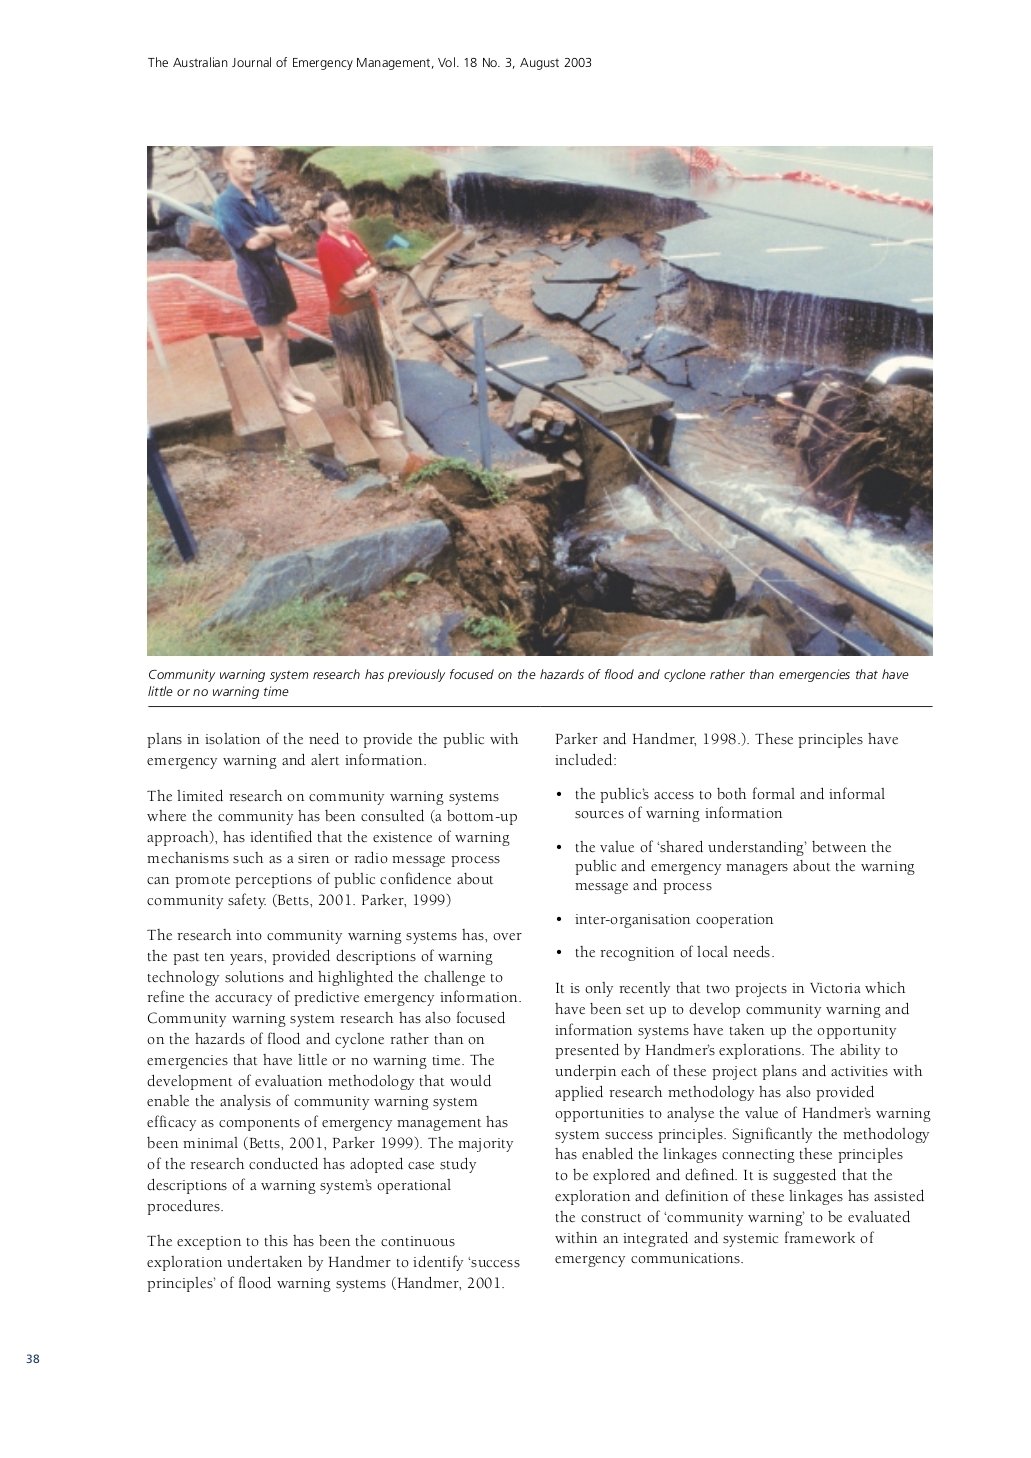 The Australian Journal of Emergency Management, Vol. 18 No. 3, August 2003
Community warning system research has previously focused on the hazards of flood and cyclone rather than emergencies that have
little or no warning time
plans in isolation of the need to provide the public with
emergency warning and alert information.
The limited research on community warning systems
where the community has been consulted (a bottom-up
approach), has identified that the existence of warning
mechanisms such as a siren or radio message process
can promote perceptions of public confidence about
community safety. (Betts, 2001. Parker, 1999)
The research into community warning systems has, over
the past ten years, provided descriptions of warning
technology solutions and highlighted the challenge to
refine the accuracy of predictive emergency information.
Community warning system research has also focused
on the hazards of flood and cyclone rather than on
emergencies that have little or no warning time. The
development of evaluation methodology that would
enable the analysis of community warning system
efficacy as components of emergency management has
been minimal (Betts, 2001, Parker 1999). The majority
of the research conducted has adopted case study
descriptions of a warning system's operational
procedures.
The exception to this has been the continuous
exploration undertaken by Handmer to identify ‘success
principles’ of flood warning systems (Handmer, 2001.
Parker and Handmer, 1998.). These principles have
included:
• the public's access to both formal and informal
sources of warning information
• the value of ‘shared understanding’ between the
public and emergency managers about the warning
message and process
• inter-organisation cooperation
• the recognition of local needs.
It is only recently that two projects in Victoria which
have been set up to develop community warning and
information systems have taken up the opportunity
presented by Handmer's explorations. The ability to
underpin each of these project plans and activities with
applied research methodology has also provided
opportunities to analyse the value of Handmer's warning
system success principles. Significantly the methodology
has enabled the linkages connecting these principles
to be explored and defined. It is suggested that the
exploration and definition of these linkages has assisted
the construct of ‘community warning’ to be evaluated
within an integrated and systemic framework of
emergency communications.
38